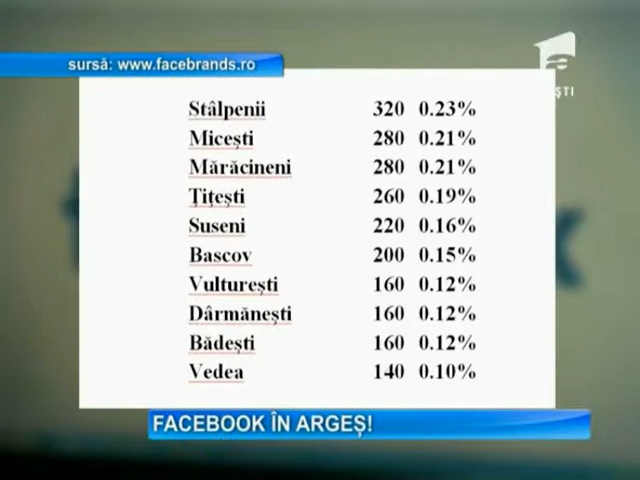 sursă: www.facebrands.ro
ȘTI
Stâlpenii 320 0.23%
Micești 280 0.21%
Mărăcineni 280 0.21%
Țițești 260 0.19%
Suseni 220 0.16%
Bascov 200 0.15%
Vulturești 160 0.12%
Dârmănești 160 0.12%
Bădești 160 0.12%
Vedea 140 0.10%
FACEBOOK ÎN ARGEȘ!